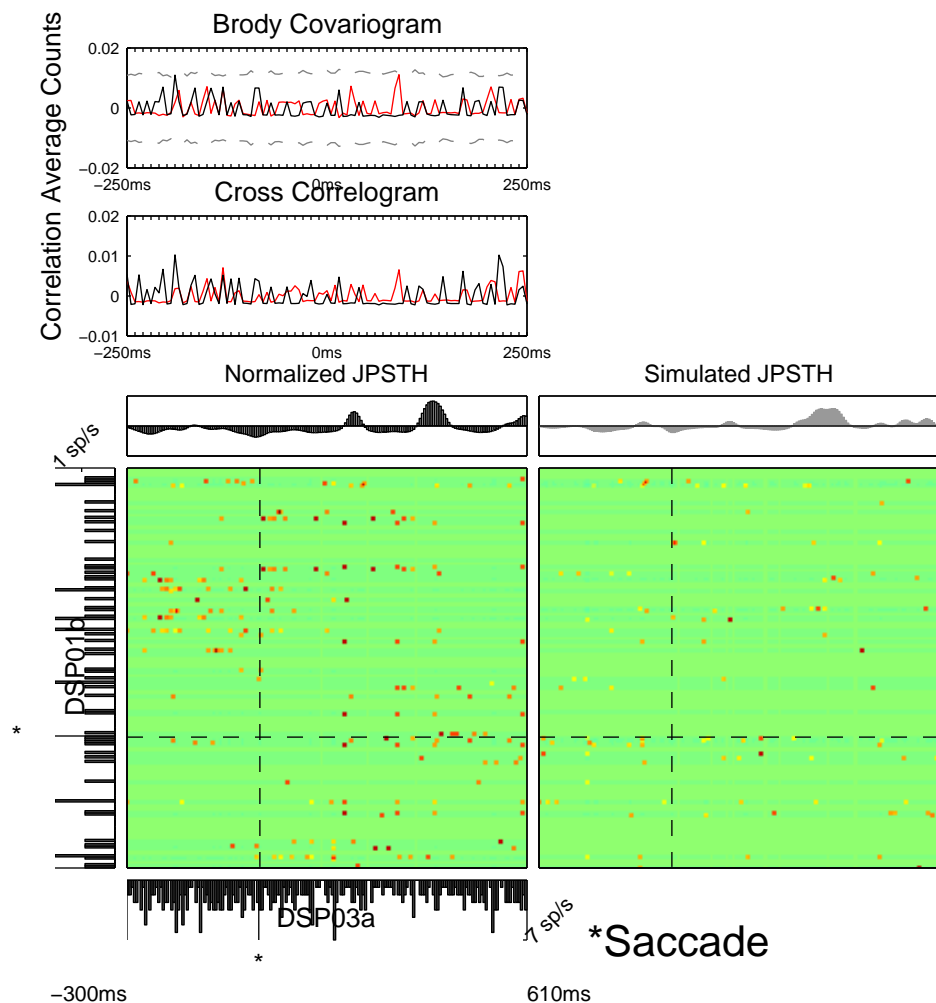 Brody Covariogram
0.02
0
−0.02
−250ms
0ms
250ms
Correlation Average Counts
Cross Correlogram
0.02
0.01
0
−0.01
−250ms
0ms
250ms
Normalized JPSTH
Simulated JPSTH
1 sp/s
DSP01b
*
DSP03a
7 sp/s
*
*Saccade
−300ms
610ms